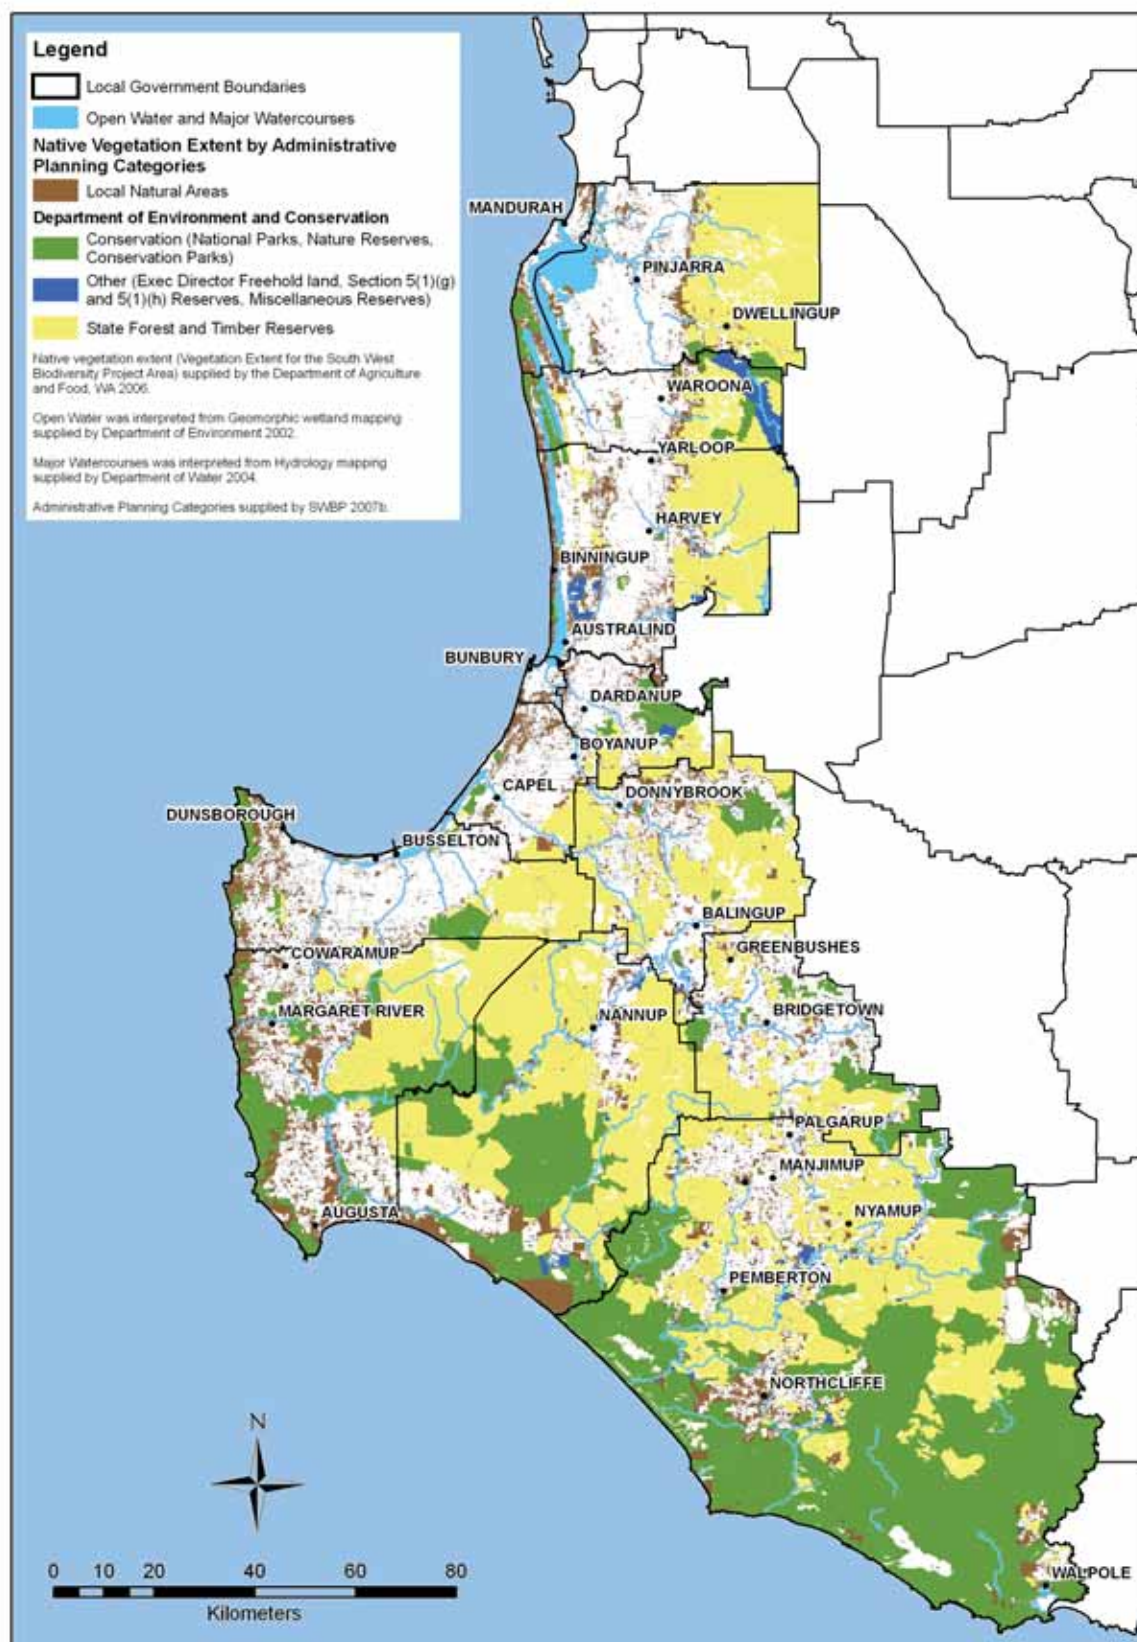 Legend
Local Government Boundaries
Open Water and Major Watercourses
Native Vegetation Extent by Administrative
Planning Categories
Local Natural Areas
Department of Environment and Conservation
Conservation (National Parks, Nature Reserves,
Conservation Parks)
Other (Exec Director Freehold land, Section 5(1)(g)
and 5(1)(h) Reserves, Miscellaneous Reserves)
State Forest and Timber Reserves
Native vegetation extent (Vegetation Extent for the South West
Biodiversity Project Area) supplied by the Department of Agriculture
and Food, WA 2006.
Open Water was interpreted from Geomorphic wetland mapping
supplied by Department of Environment 2002.
Major Watercourses was interpreted from Hydrology mapping
supplied by Department of Water 2004.
Administrative Planning Categories supplied by SWBP 2007b.
MANDURAH
PINJARRA
DWELLINGUP
WAROONA
YARLOOP
HARVEY
BINNINGUP
AUSTRALIND
BUNBURY
DARDANUP
BOYANUP
CAPEL
DONNYBROOK
DUNSBOROUGH
BUSSELTON
BALINGUP
GREENBUSHES
COWARAMUP
MARGARET RIVER
NANNUP
BRIDGETOWN
PALGARUP
MANJIMUP
AUGUSTA
NYAMUP
PEMBERTON
NORTHCLIFFE
WALPOLE
N
0 10 20 40 60 80
Kilometers